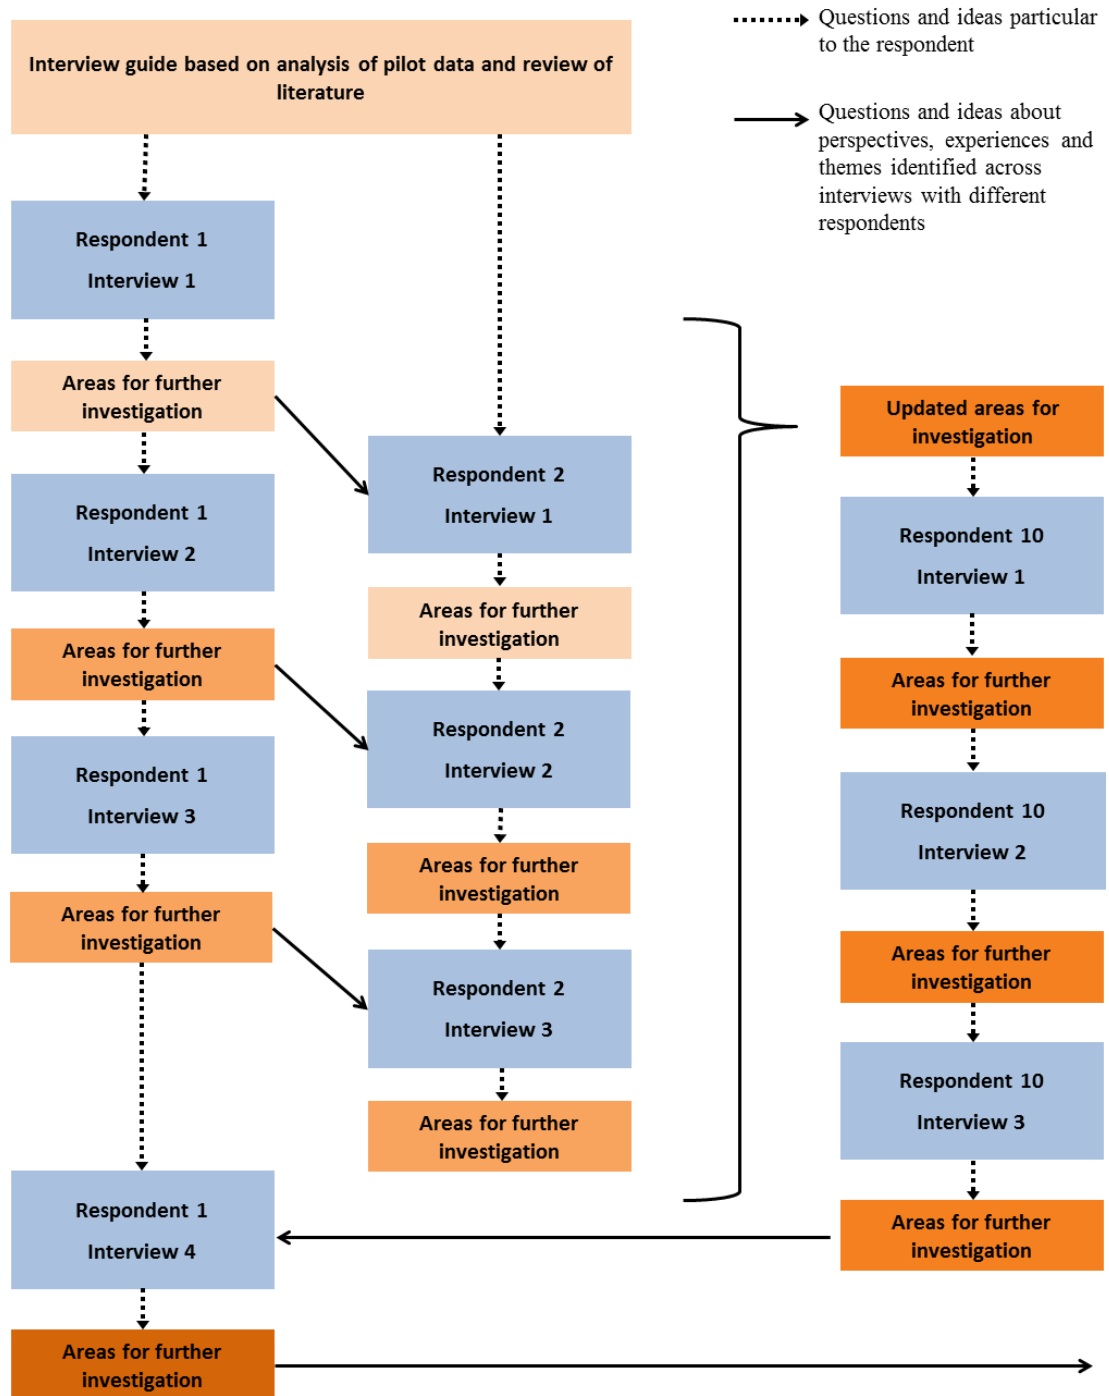 Interview guide based on analysis of pilot data and review of
literature
Questions and ideas particular
to the respondent
Questions and ideas about
perspectives, experiences and
themes identified across
interviews with different
respondents
Respondent 1
Interview 1
Areas for further
investigation
Respondent 1
Interview 2
Areas for further
investigation
Respondent 1
Interview 3
Areas for further
investigation
Respondent 1
Interview 4
Areas for further
investigation
Respondent 2
Interview 1
Areas for further
investigation
Respondent 2
Interview 2
Areas for further
investigation
Respondent 2
Interview 3
Areas for further
investigation
Updated areas for
investigation
Respondent 10
Interview 1
Areas for further
investigation
Respondent 10
Interview 2
Areas for further
investigation
Respondent 10
Interview 3
Areas for further
investigation